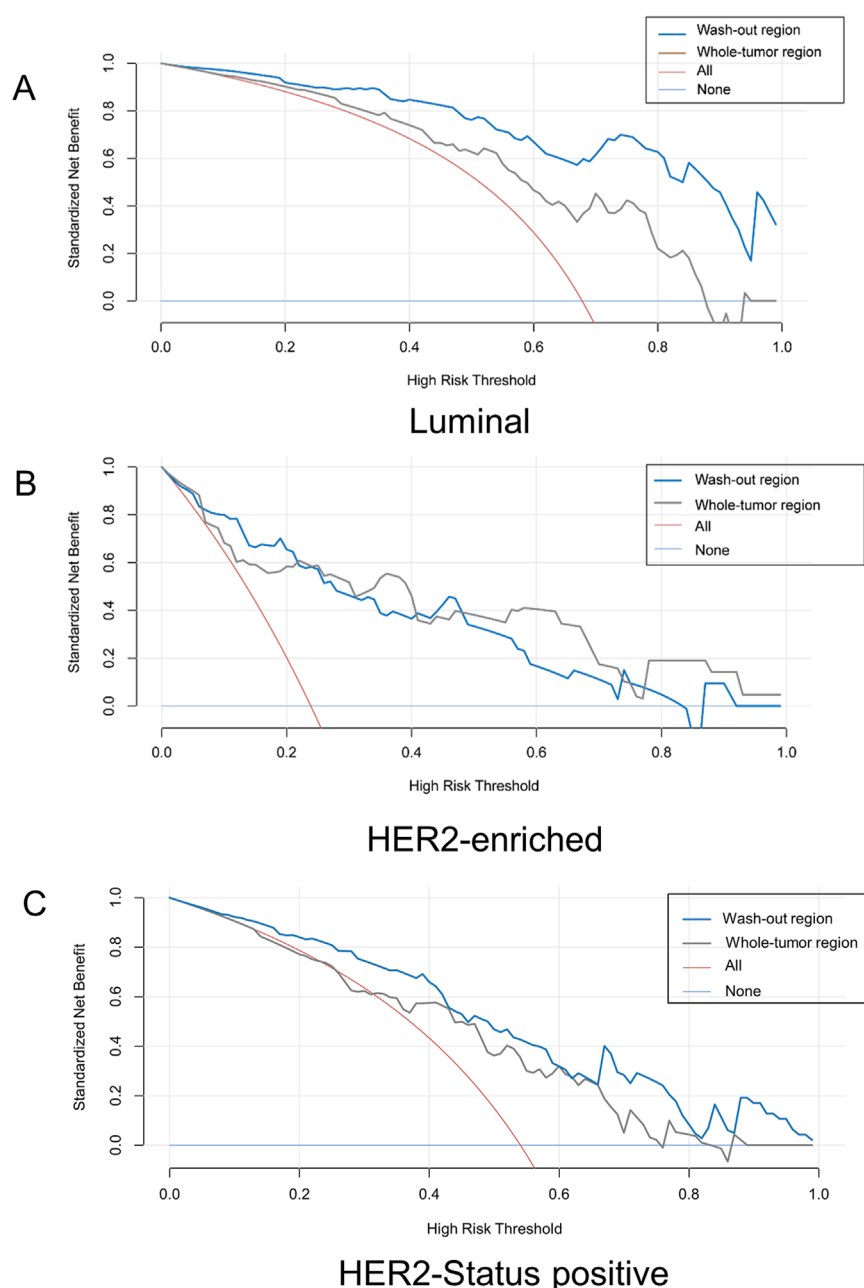 A
Wash-out region
Whole-tumor region
All
None
Standardized Net Benefit
1.0
0.8
0.6
0.4
0.2
0.0
0.0 0.2 0.4 0.6 0.8 1.0
High Risk Threshold
Luminal
B
Wash-out region
Whole-tumor region
All
None
Standardized Net Benefit
1.0
0.8
0.6
0.4
0.2
0.0
0.0 0.2 0.4 0.6 0.8 1.0
High Risk Threshold
HER2-enriched
C
Wash-out region
Whole-tumor region
All
None
Standardized Net Benefit
1.0
0.8
0.6
0.4
0.2
0.0
0.0 0.2 0.4 0.6 0.8 1.0
High Risk Threshold
HER2-Status positive